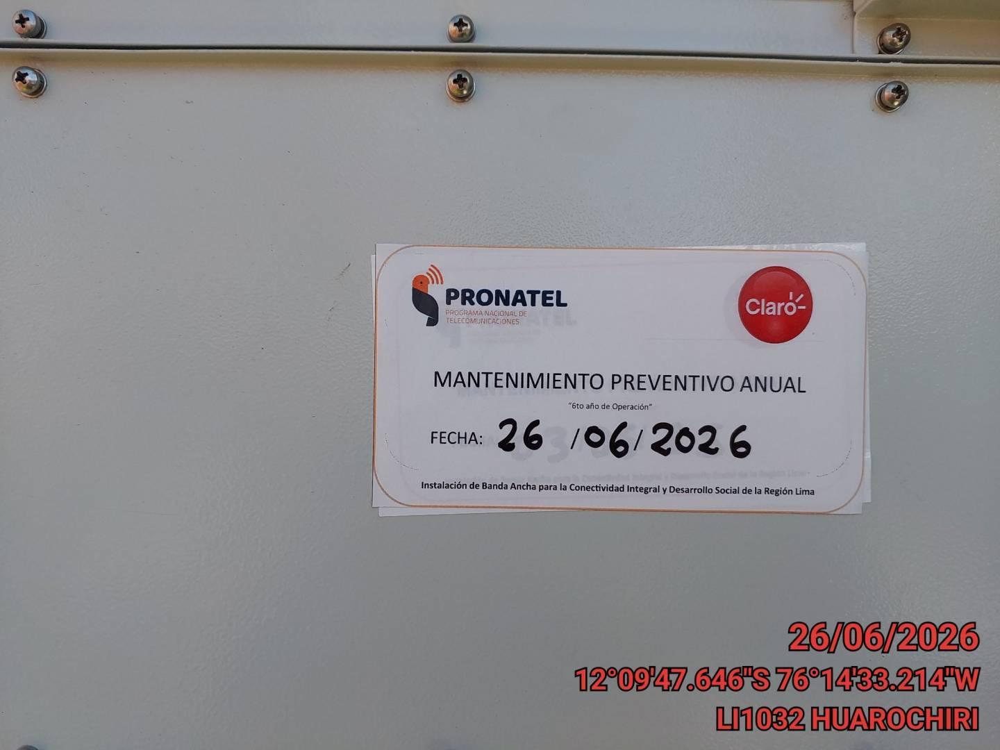 PRONATEL
PROGRAMA NACIONAL DE
TELECOMUNICACIONES
Claro
MANTENIMIENTO PREVENTIVO ANUAL
"6to año de Operación"
FECHA: 26 /06/ 2026
Instalación de Banda Ancha para la Conectividad Integral y Desarrollo Social de la Región Lima
26/06/2026
12°09'47.646"S 76°14'33.214"W
LI1032 HUAROCHIRI